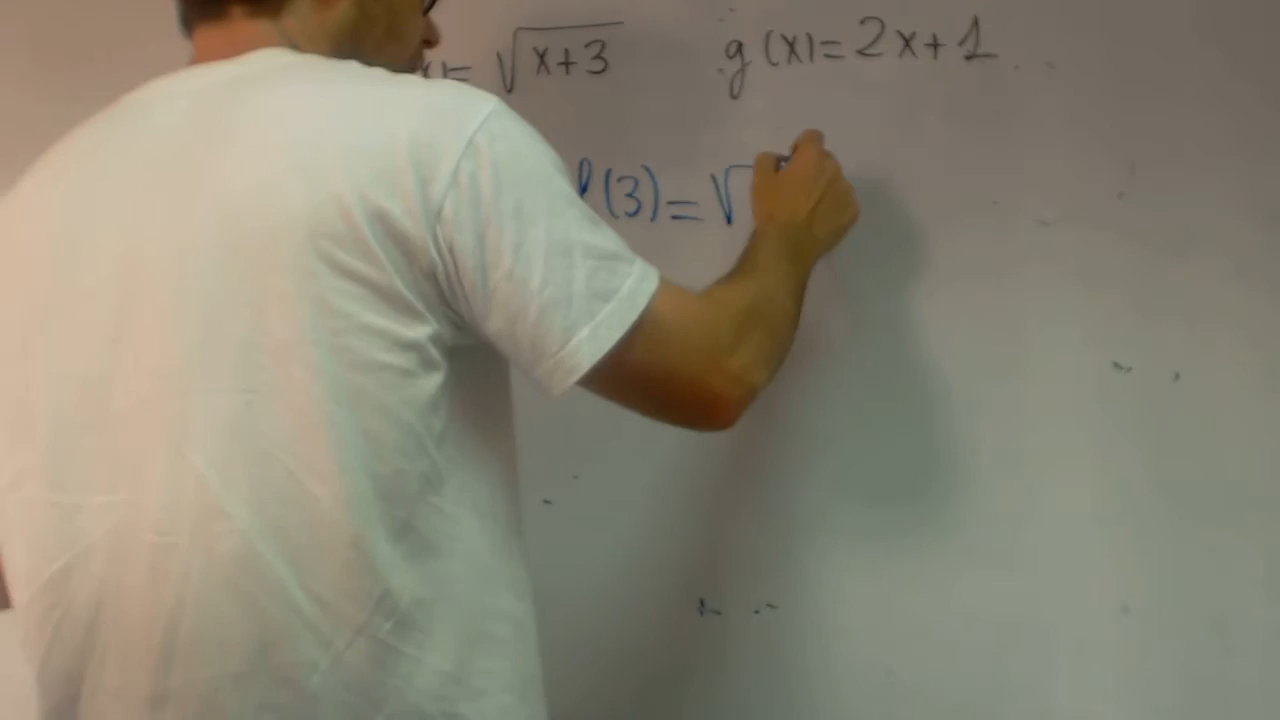 x)= √x+3 g(x)=2x+1
f(3)=√